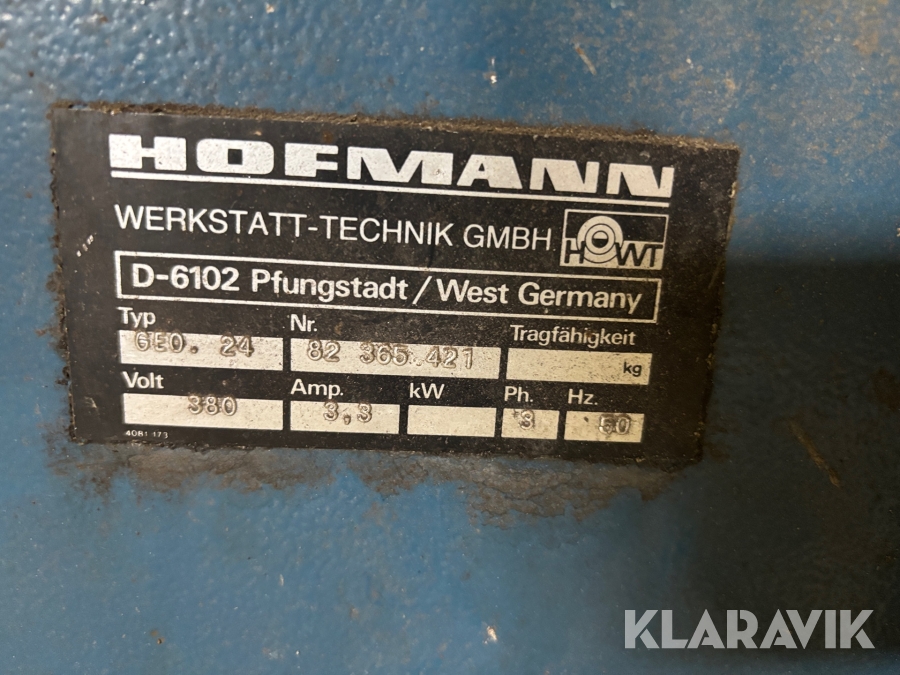 HOFMANN
WERKSTATT-TECHNIK GMBH
HOWT
D-6102 Pfungstadt/West Germany
Typ Nr. Tragfähigkeit
GEO. 24 82 365.421 kg
Volt Amp. kW Ph. Hz.
380 3,3 3 50
4081 173
KLARAVIK